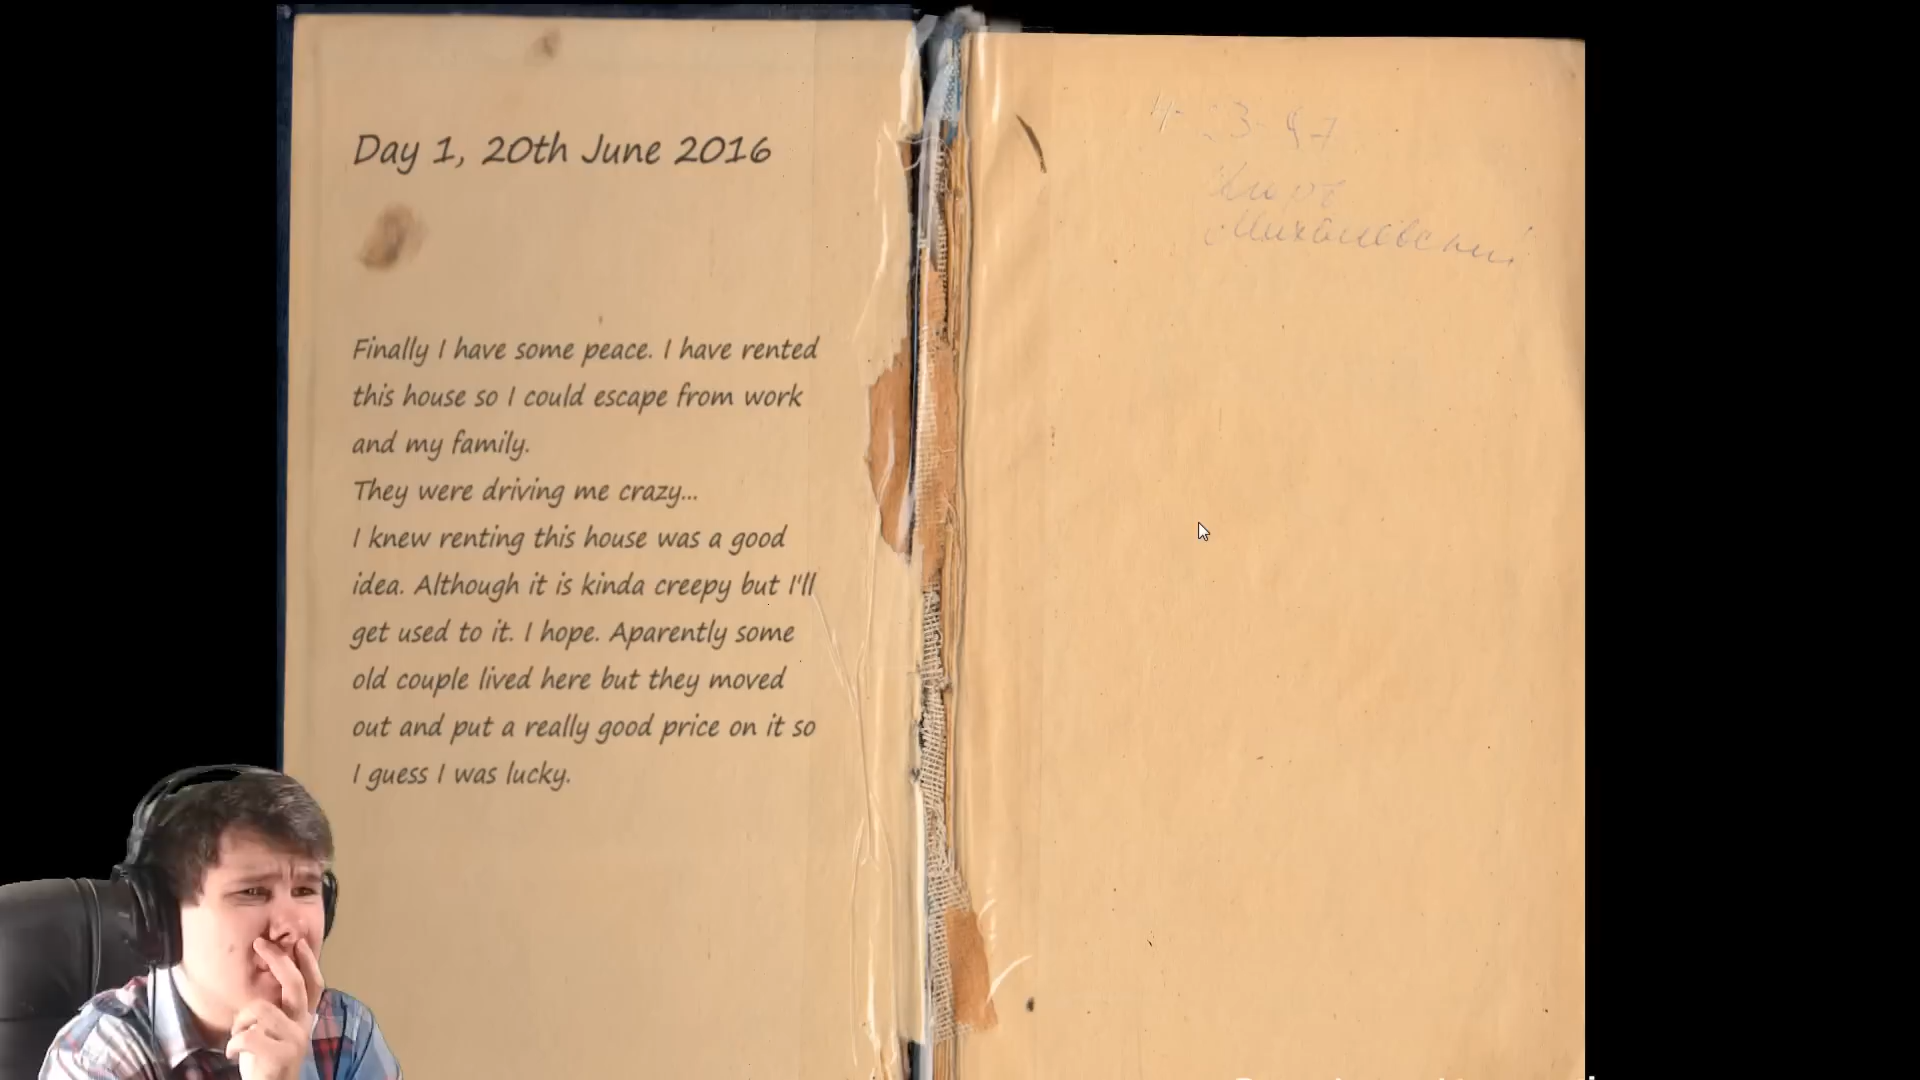 Day 1, 20th June 2016
Finally I have some peace. I have rented
this house so I could escape from work
and my family.
They were driving me crazy...
I knew renting this house was a good
idea. Although it is kinda creepy but I'll
get used to it. I hope. Aparently some
old couple lived here but they moved
out and put a really good price on it so
I guess I was lucky.